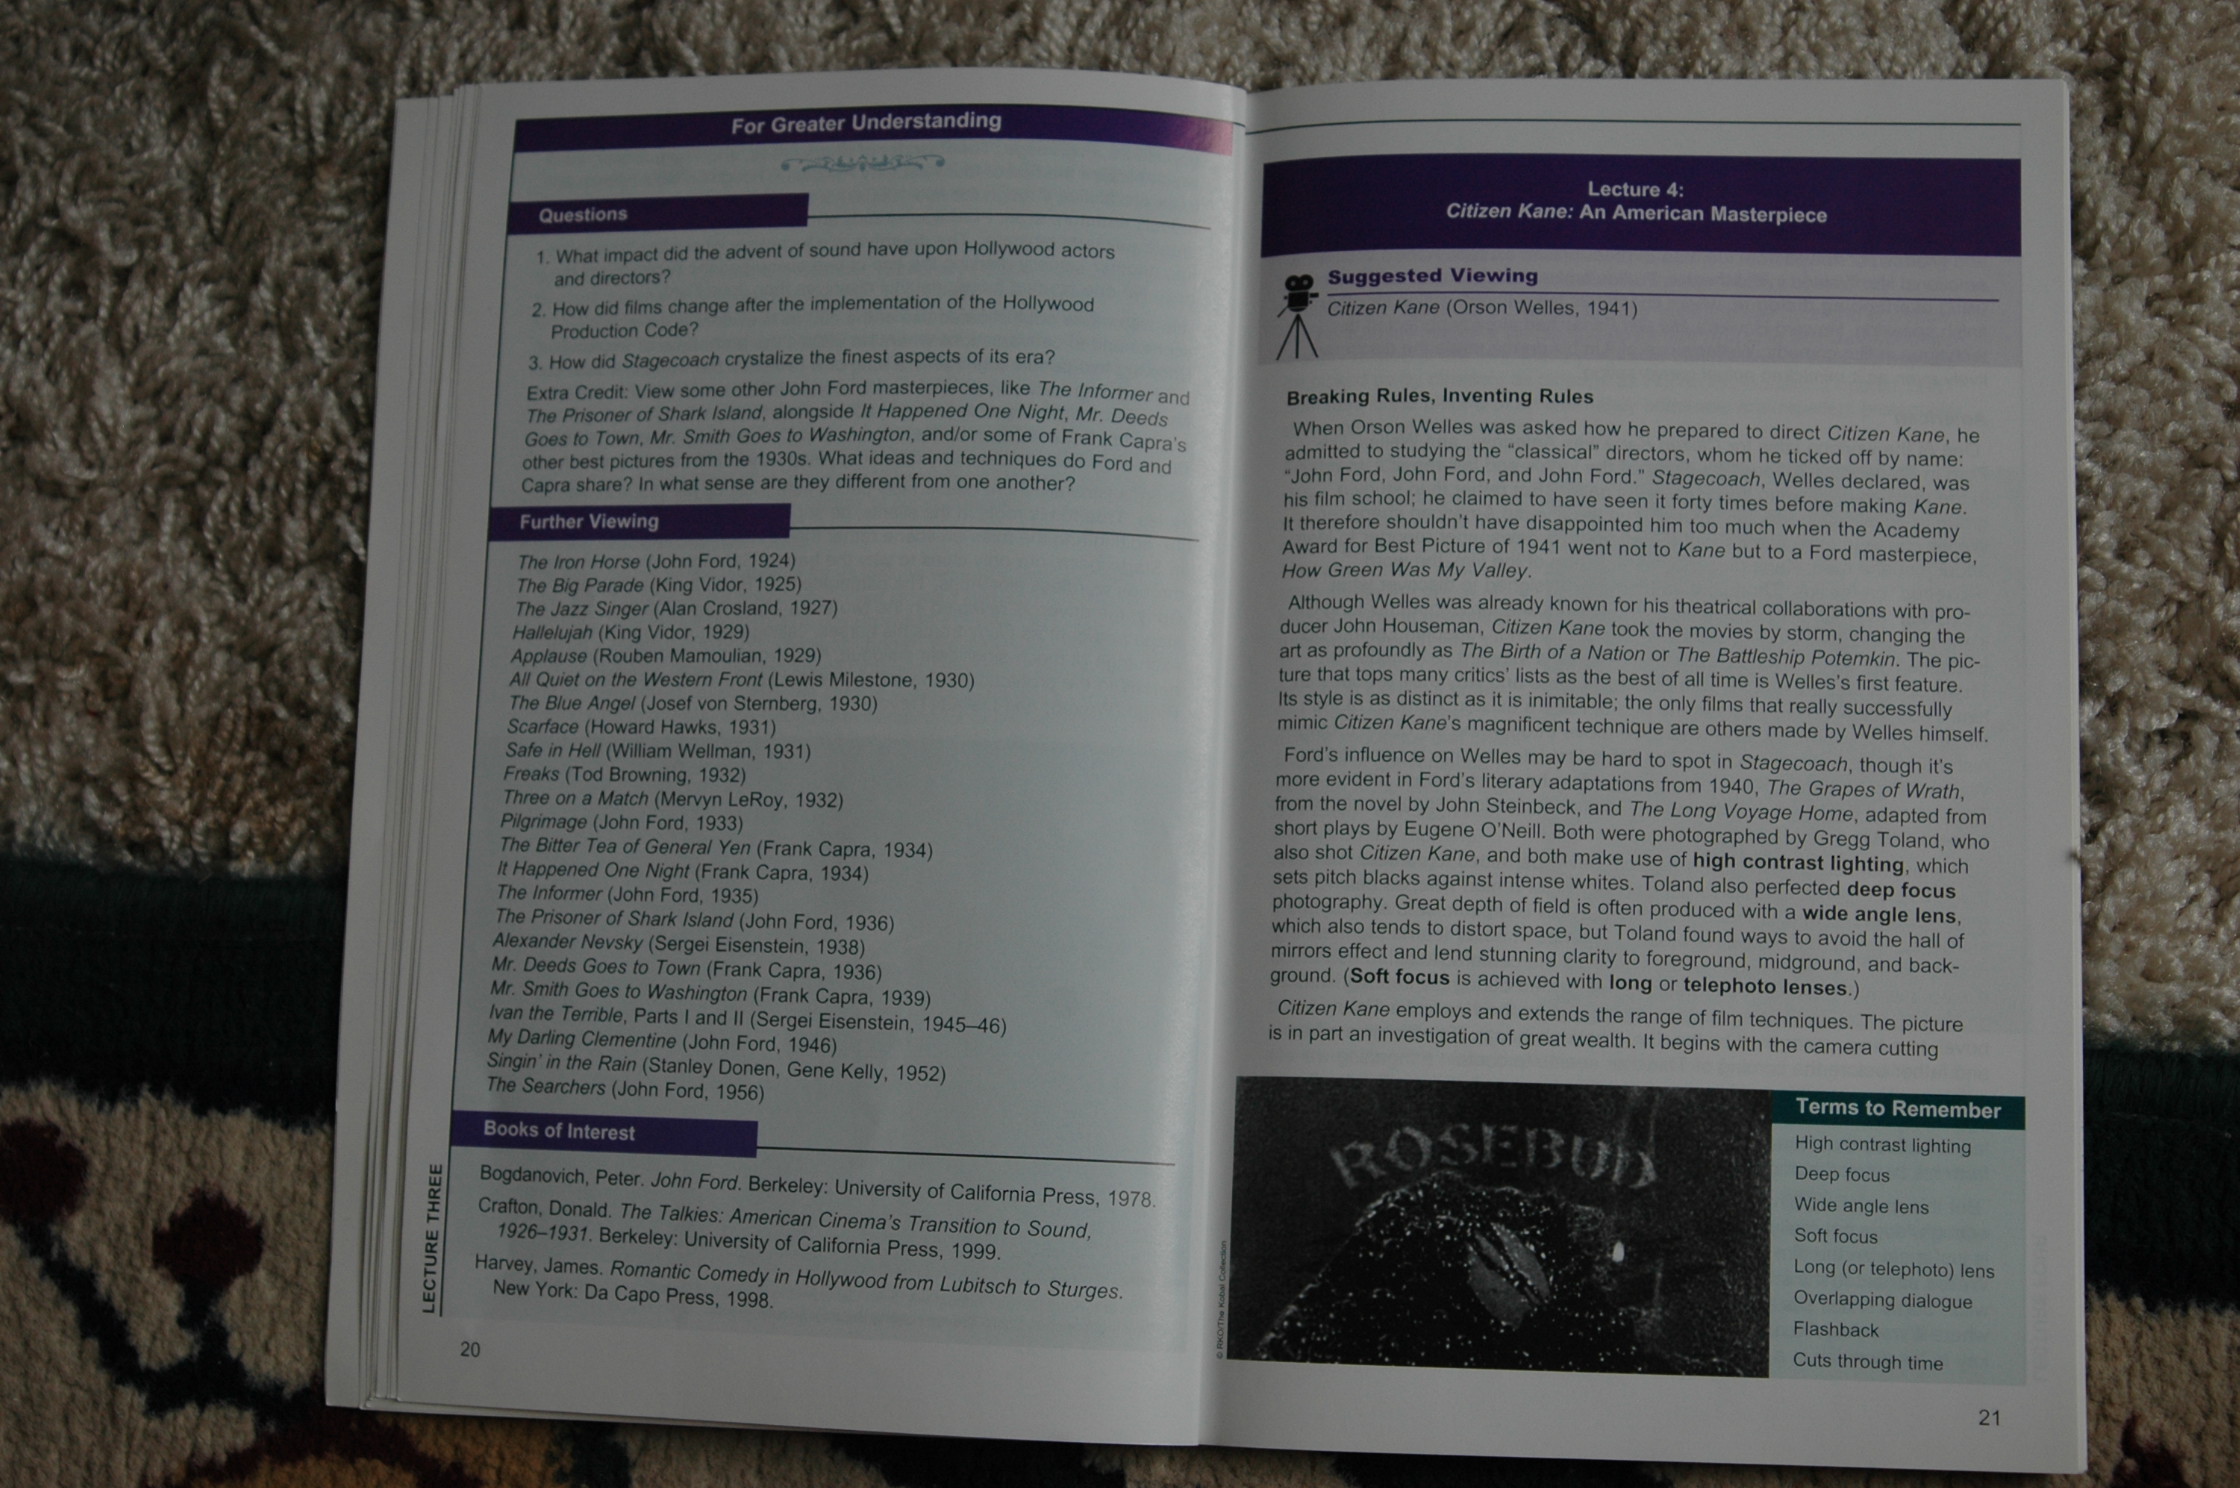 For Greater Understanding
Questions
1. What impact did the advent of sound have upon Hollywood actors
and directors?
2. How did films change after the implementation of the Hollywood
Production Code?
3. How did Stagecoach crystalize the finest aspects of its era?
Extra Credit: View some other John Ford masterpieces, like The Informer and
The Prisoner of Shark Island, alongside It Happened One Night, Mr. Deeds
Goes to Town, Mr. Smith Goes to Washington, and/or some of Frank Capra's
other best pictures from the 1930s. What ideas and techniques do Ford and
Capra share? In what sense are they different from one another?
Further Viewing
The Iron Horse (John Ford, 1924)
The Big Parade (King Vidor, 1925)
The Jazz Singer (Alan Crosland, 1927)
Hallelujah (King Vidor, 1929)
Applause (Rouben Mamoulian, 1929)
All Quiet on the Western Front (Lewis Milestone, 1930)
The Blue Angel (Josef von Sternberg, 1930)
Scarface (Howard Hawks, 1931)
Safe in Hell (William Wellman, 1931)
Freaks (Tod Browning, 1932)
Three on a Match (Mervyn LeRoy, 1932)
Pilgrimage (John Ford, 1933)
The Bitter Tea of General Yen (Frank Capra, 1934)
It Happened One Night (Frank Capra, 1934)
The Informer (John Ford, 1935)
The Prisoner of Shark Island (John Ford, 1936)
Alexander Nevsky (Sergei Eisenstein, 1938)
Mr. Deeds Goes to Town (Frank Capra, 1936)
Mr. Smith Goes to Washington (Frank Capra, 1939)
Ivan the Terrible, Parts I and II (Sergei Eisenstein, 1945–46)
My Darling Clementine (John Ford, 1946)
Singin' in the Rain (Stanley Donen, Gene Kelly, 1952)
The Searchers (John Ford, 1956)
Books of Interest
Bogdanovich, Peter. John Ford. Berkeley: University of California Press, 1978.
Crafton, Donald. The Talkies: American Cinema's Transition to Sound,
1926–1931. Berkeley: University of California Press, 1999.
Harvey, James. Romantic Comedy in Hollywood from Lubitsch to Sturges.
New York: Da Capo Press, 1998.
LECTURE THREE
20
Lecture 4:
Citizen Kane: An American Masterpiece
Suggested Viewing
Citizen Kane (Orson Welles, 1941)
Breaking Rules, Inventing Rules
When Orson Welles was asked how he prepared to direct Citizen Kane, he
admitted to studying the "classical" directors, whom he ticked off by name:
"John Ford, John Ford, and John Ford." Stagecoach, Welles declared, was
his film school; he claimed to have seen it forty times before making Kane.
It therefore shouldn't have disappointed him too much when the Academy
Award for Best Picture of 1941 went not to Kane but to a Ford masterpiece,
How Green Was My Valley.
Although Welles was already known for his theatrical collaborations with pro-
ducer John Houseman, Citizen Kane took the movies by storm, changing the
art as profoundly as The Birth of a Nation or The Battleship Potemkin. The pic-
ture that tops many critics' lists as the best of all time is Welles's first feature.
Its style is as distinct as it is inimitable; the only films that really successfully
mimic Citizen Kane's magnificent technique are others made by Welles himself.
Ford's influence on Welles may be hard to spot in Stagecoach, though it's
more evident in Ford's literary adaptations from 1940, The Grapes of Wrath,
from the novel by John Steinbeck, and The Long Voyage Home, adapted from
short plays by Eugene O'Neill. Both were photographed by Gregg Toland, who
also shot Citizen Kane, and both make use of high contrast lighting, which
sets pitch blacks against intense whites. Toland also perfected deep focus
photography. Great depth of field is often produced with a wide angle lens,
which also tends to distort space, but Toland found ways to avoid the hall of
mirrors effect and lend stunning clarity to foreground, midground, and back-
ground. (Soft focus is achieved with long or telephoto lenses.)
Citizen Kane employs and extends the range of film techniques. The picture
is in part an investigation of great wealth. It begins with the camera cutting
© RKO/The Kobal Collection
ROSEBUD
Terms to Remember
High contrast lighting
Deep focus
Wide angle lens
Soft focus
Long (or telephoto) lens
Overlapping dialogue
Flashback
Cuts through time
21